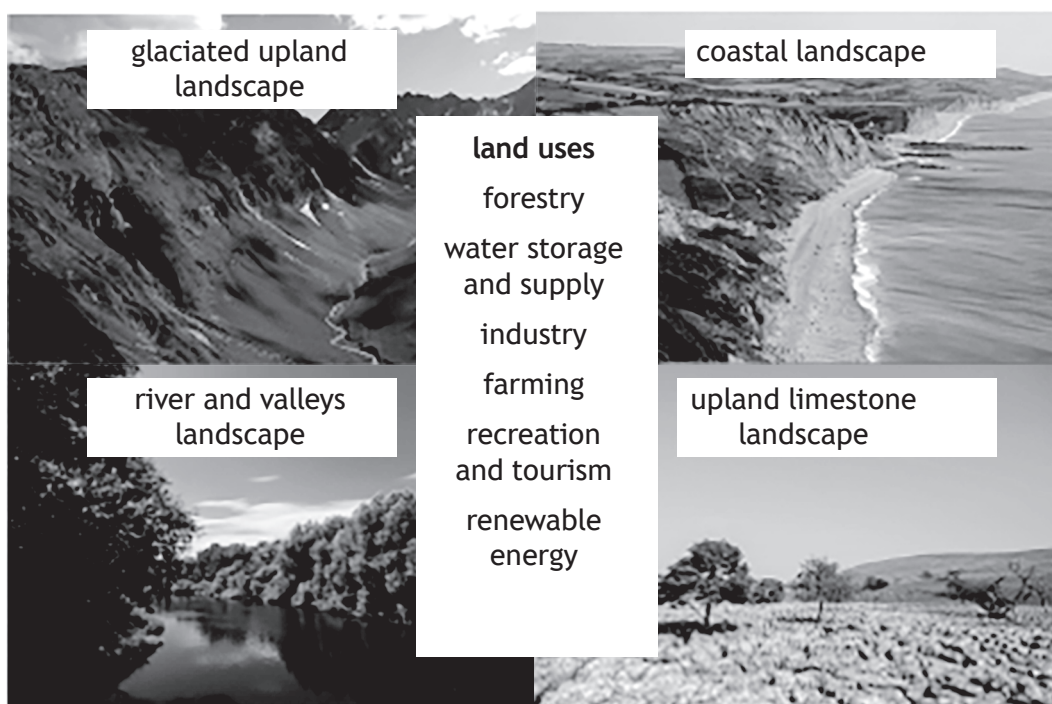 glaciated upland
landscape
coastal landscape
land uses
forestry
water storage
and supply
industry
farming
recreation
and tourism
renewable
energy
river and valleys
landscape
upland limestone
landscape